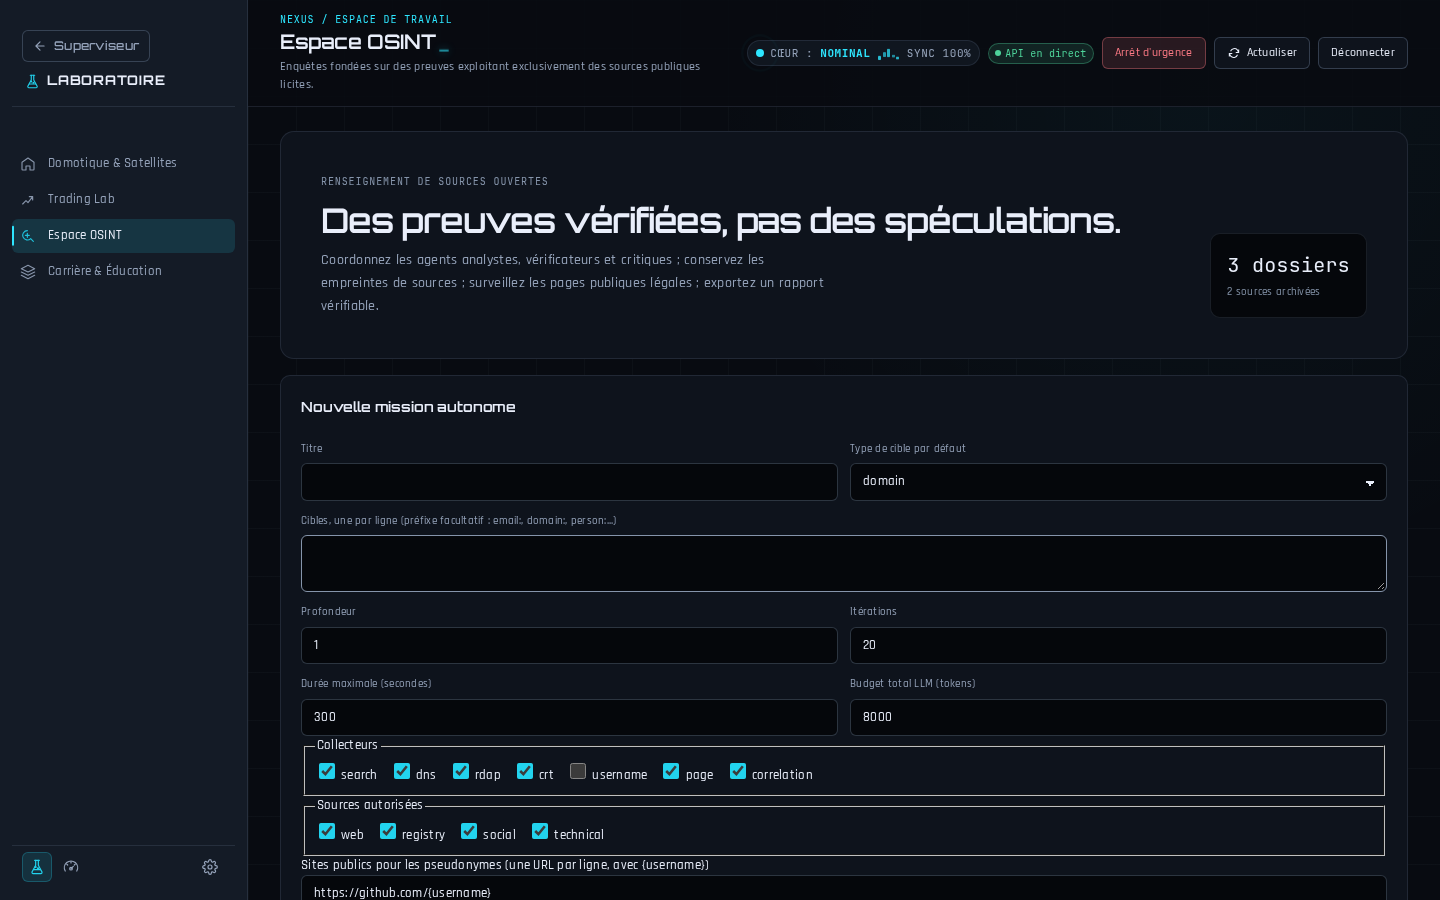 Superviseur
LABORATOIRE
Domotique & Satellites
Trading Lab
Espace OSINT
Carrière & Éducation
NEXUS / ESPACE DE TRAVAIL
Espace OSINT_
Enquêtes fondées sur des preuves exploitant exclusivement des sources publiques
licites.
CŒUR : NOMINAL SYNC 100%
API en direct
Arrêt d'urgence
Actualiser
Déconnecter
RENSEIGNEMENT DE SOURCES OUVERTES
Des preuves vérifiées, pas des spéculations.
Coordonnez les agents analystes, vérificateurs et critiques ; conservez les
empreintes de sources ; surveillez les pages publiques légales ; exportez un rapport
vérifiable.
3 dossiers
2 sources archivées
Nouvelle mission autonome
Titre
Type de cible par défaut
domain
Cibles, une par ligne (préfixe facultatif : email:, domain:, person:…)
Profondeur
Itérations
1
20
Durée maximale (secondes)
Budget total LLM (tokens)
300
8000
Collecteurs
search dns rdap crt username page correlation
Sources autorisées
web registry social technical
Sites publics pour les pseudonymes (une URL par ligne, avec {username})
https://github.com/{username}